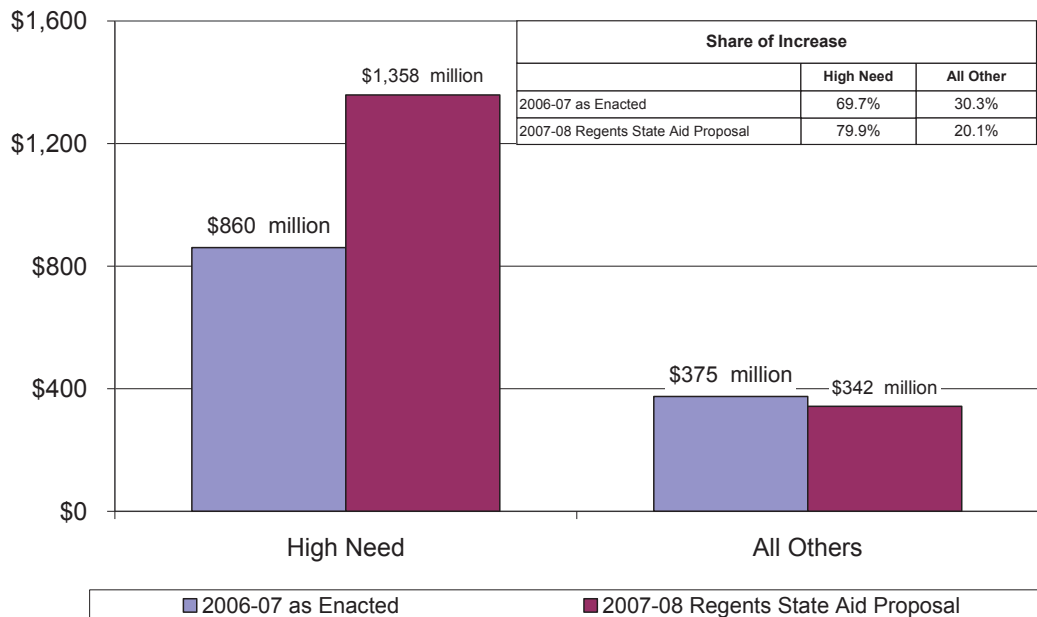 $1,600
$1,200
$800
$400
$0
Share of Increase
High Need All Other
2006-07 as Enacted 69.7% 30.3%
2007-08 Regents State Aid Proposal 79.9% 20.1%
$1,358 million
$860 million
$375 million
$342 million
High Need All Others
2006-07 as Enacted 2007-08 Regents State Aid Proposal